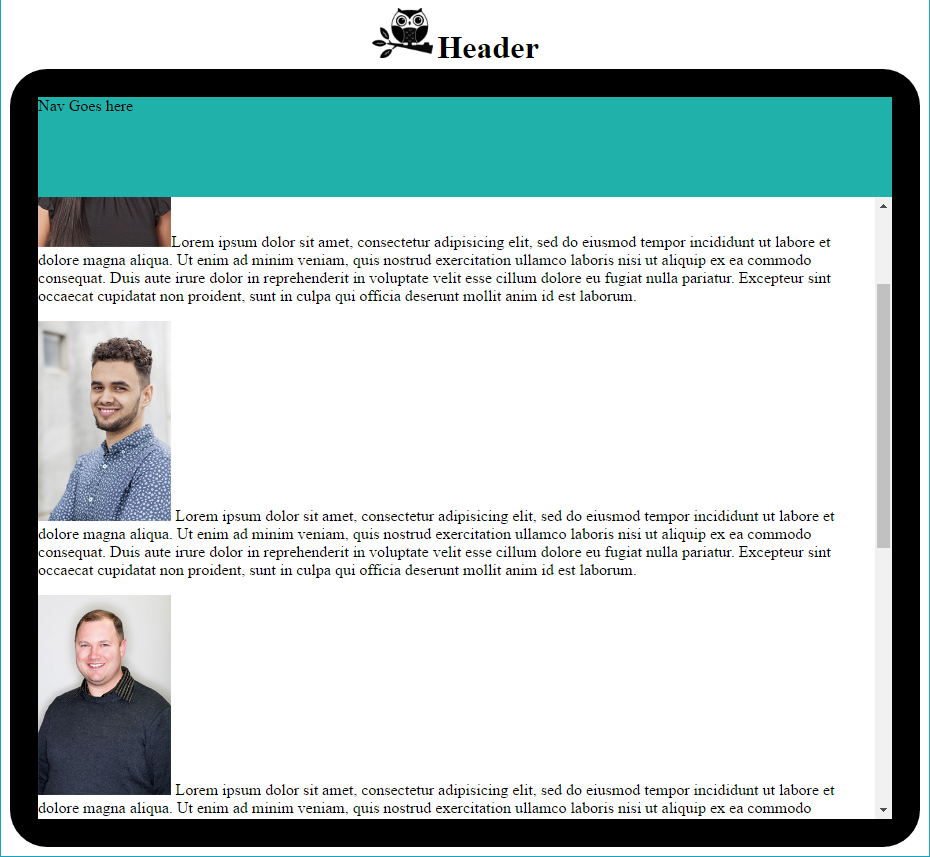 Header
Nav Goes here
Lorem ipsum dolor sit amet, consectetur adipisicing elit, sed do eiusmod tempor incididunt ut labore et
dolore magna aliqua. Ut enim ad minim veniam, quis nostrud exercitation ullamco laboris nisi ut aliquip ex ea commodo
consequat. Duis aute irure dolor in reprehenderit in voluptate velit esse cillum dolore eu fugiat nulla pariatur. Excepteur sint
occaecat cupidatat non proident, sunt in culpa qui officia deserunt mollit anim id est laborum.
Lorem ipsum dolor sit amet, consectetur adipisicing elit, sed do eiusmod tempor incididunt ut labore et
dolore magna aliqua. Ut enim ad minim veniam, quis nostrud exercitation ullamco laboris nisi ut aliquip ex ea commodo
consequat. Duis aute irure dolor in reprehenderit in voluptate velit esse cillum dolore eu fugiat nulla pariatur. Excepteur sint
occaecat cupidatat non proident, sunt in culpa qui officia deserunt mollit anim id est laborum.
Lorem ipsum dolor sit amet, consectetur adipisicing elit, sed do eiusmod tempor incididunt ut labore et
dolore magna aliqua. Ut enim ad minim veniam, quis nostrud exercitation ullamco laboris nisi ut aliquip ex ea commodo